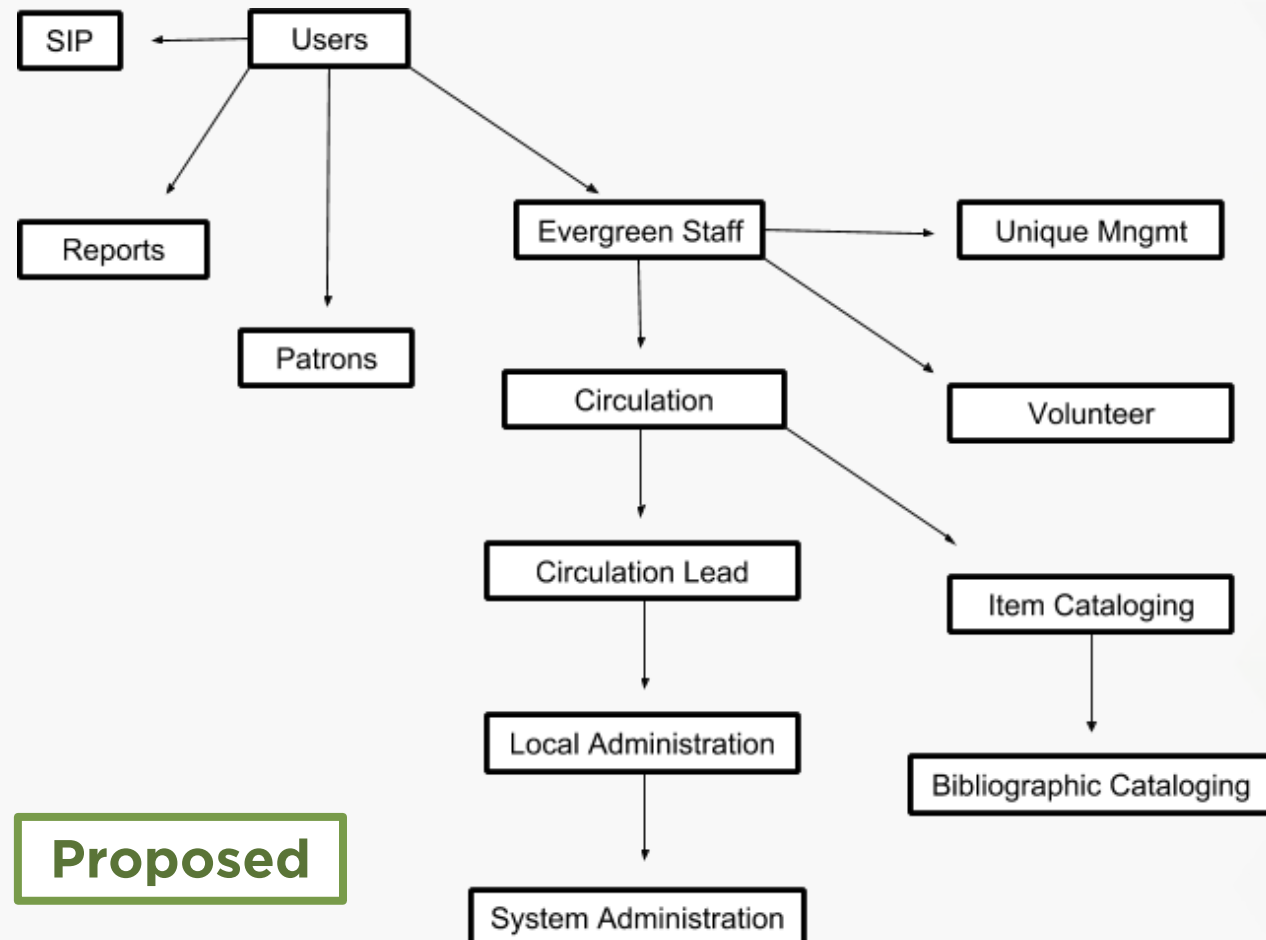 SIP
Users
Reports
Evergreen Staff
Unique Mngmt
Patrons
Circulation
Volunteer
Circulation Lead
Item Cataloging
Local Administration
Bibliographic Cataloging
Proposed
System Administration